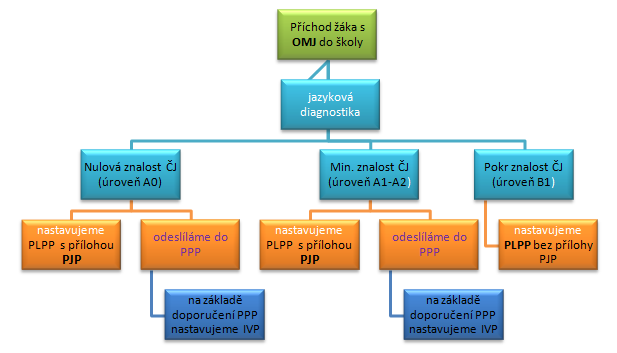 Příchod žáka s
OMJ do školy
jazyková
diagnostika
Nulová znalost ČJ
(úroveň A0)
Min. znalost ČJ
(úroveň A1-A2)
Pokr znalost ČJ
(úroveň B1)
nastavujeme
PLPP s přílohou
PJP
odeslíláme do
PPP
nastavujeme
PLPP s přílohou
PJP
odeslíláme do
PPP
nastavujeme
PLPP bez přílohy
PJP
na základě
doporučení PPP
nastavujeme IVP
na základě
doporučení PPP
nastavujeme IVP